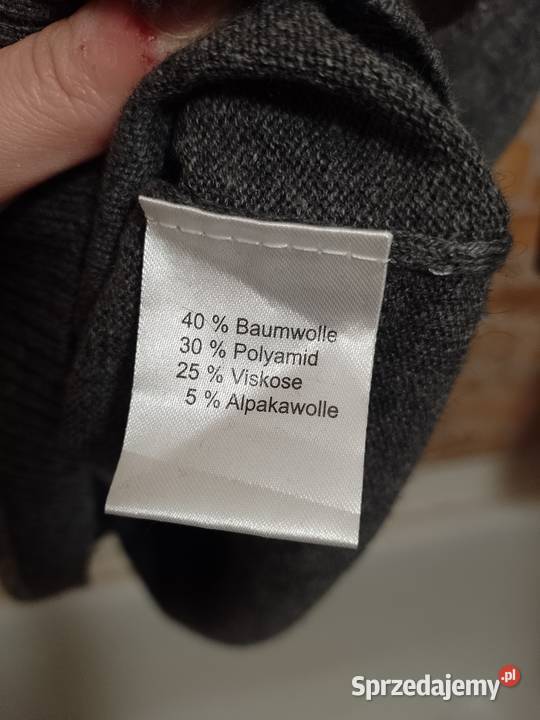 40 % Baumwolle
30 % Polyamid
25 % Viskose
5 % Alpakawolle
Sprzedajemy.pl